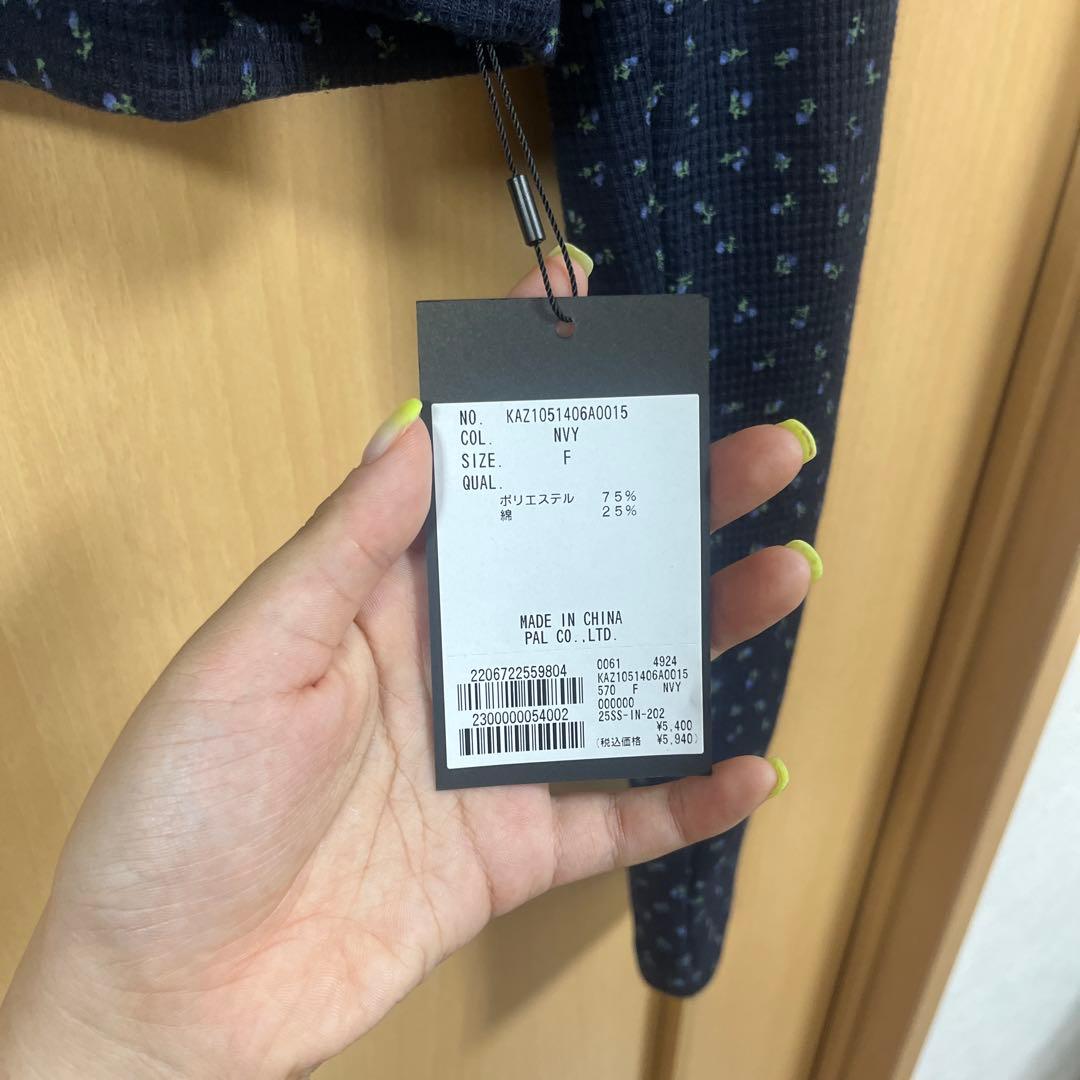 NO. KAZ1051406A0015
COL. NVY
SIZE. F
QUAL.
ポリエステル 75%
綿 25%
MADE IN CHINA
PAL CO.,LTD.
2206722559804
2300000054002
0061 4924
KAZ1051406A0015
570 F NVY
000000
25SS-IN-202
¥5,400
(税込価格 ¥5,940)